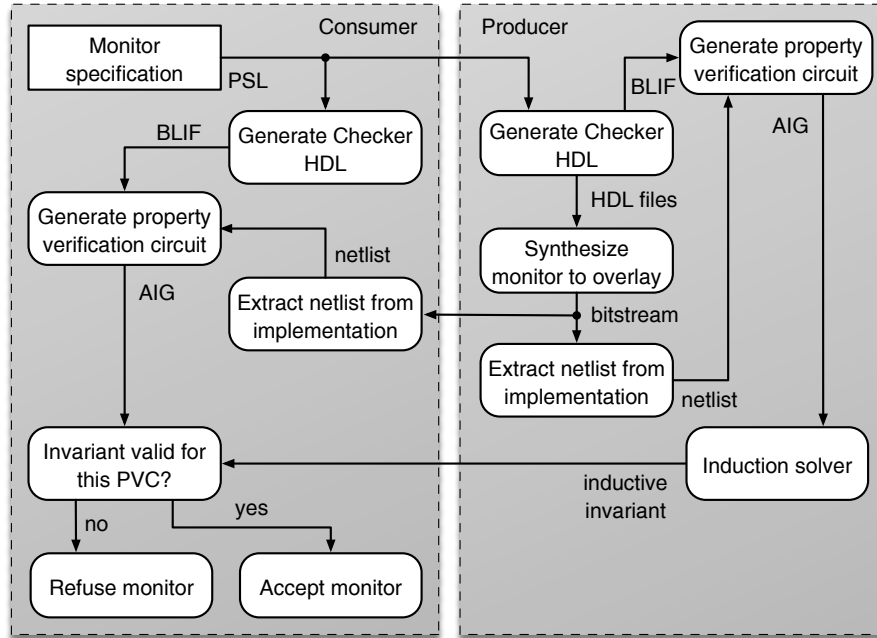 Consumer
Producer
Monitor
specification
PSL
Generate Checker
HDL
BLIF
Generate property
verification circuit
netlist
Extract netlist from
implementation
AIG
Invariant valid for
this PVC?
no
yes
Refuse monitor
Accept monitor
Generate property
verification circuit
BLIF
AIG
Generate Checker
HDL
HDL files
Synthesize
monitor to overlay
bitstream
Extract netlist from
implementation
netlist
Induction solver
inductive
invariant